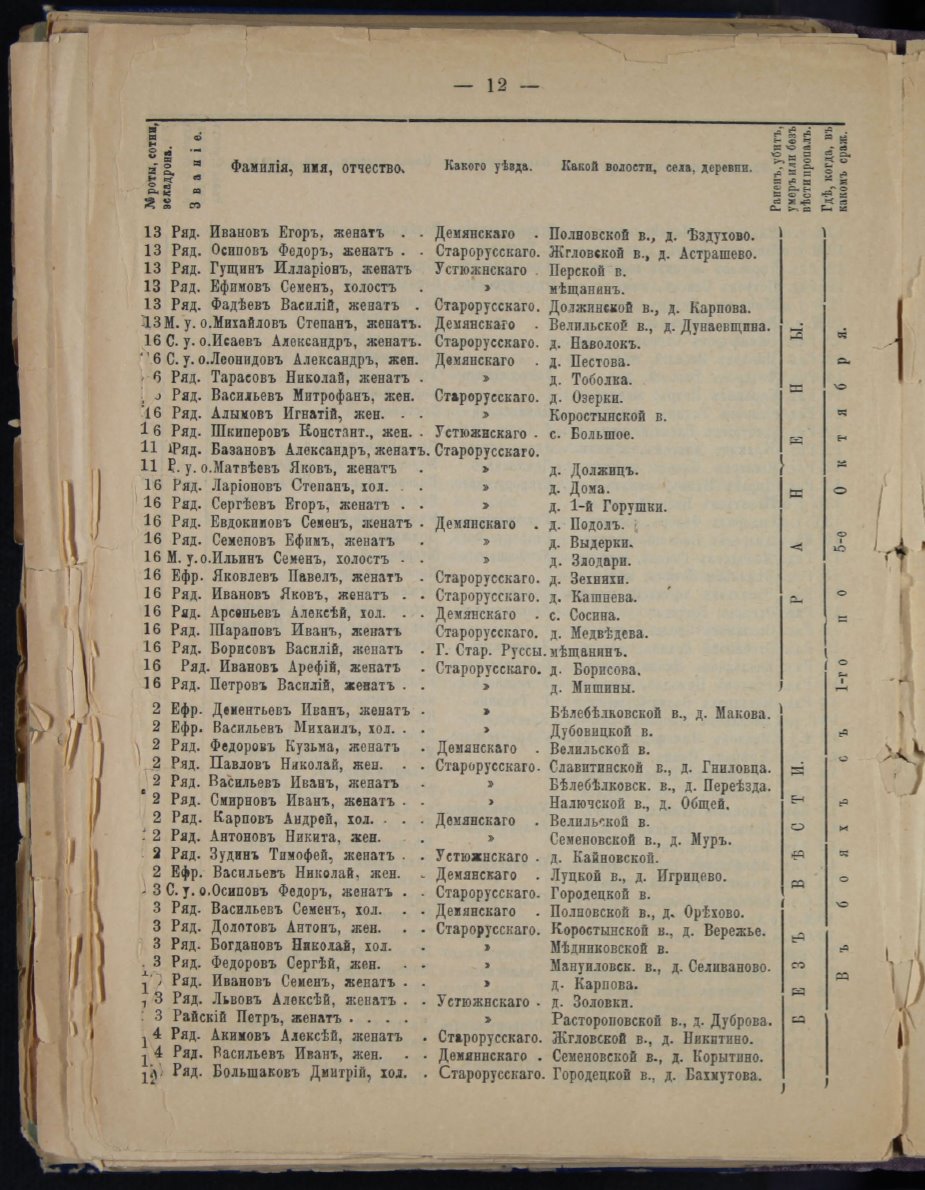 — 12 —
№ роты, сотни, эскадрона.
Званіе.
Фамилія, имя, отчество.
Какого уѣзда.
Какой волости, села, деревни.
Раненъ, убитъ, умеръ или безъ вѣсти пропалъ.
Гдѣ, когда, въ какомъ сраж.
13 Ряд. Ивановъ Егоръ, женатъ . . Демянскаго . Полновской в., д. Ѣздухово.
13 Ряд. Осиповъ Федоръ, женатъ . . Старорусскаго. Жгловской в., д. Астрашево.
13 Ряд. Гущинъ Илларіонъ, женатъ Устюжнскаго . Перской в.
13 Ряд. Ефимовъ Семенъ, холостъ . » мѣщанинъ.
13 Ряд. Фадѣевъ Василій, женатъ . Старорусскаго. Должинской в., д. Карпова.
13 М. у. о. Михайловъ Степанъ, женатъ. Демянскаго . Велильской в., д. Дунаевщина.
16 С. у. о. Исаевъ Александръ, женатъ. Старорусскаго. д. Наволокъ.
6 С. у. о. Леонидовъ Александръ, жен. Демянскаго . д. Пестова.
6 Ряд. Тарасовъ Николай, женатъ . » д. Тоболка.
Ряд. Васильевъ Митрофанъ, жен. Старорусскаго. д. Озерки.
16 Ряд. Алымовъ Игнатій, жен. . . » Коростынской в.
16 Ряд. Шкиперовъ Констант., жен. . Устюжнскаго . с. Большое.
11 Ряд. Базановъ Александръ, женатъ. Старорусскаго.
11 у. о. Матвѣевъ Яковъ, женатъ . » д. Должицъ.
16 Ряд. Ларіоновъ Степанъ, хол. . . » д. Дома.
16 Ряд. Сергѣевъ Егоръ, женатъ . . » д. 1-й Горушки.
16 Ряд. Евдокимовъ Семенъ, женатъ . Демянскаго . д. Подолъ.
16 Ряд. Семеновъ Ефимъ, женатъ . » д. Выдерки.
16 М. у. о. Ильинъ Семенъ, холостъ . . » д. Злодари.
16 Ефр. Яковлевъ Павелъ, женатъ . Старорусскаго. д. Зехнихи.
16 Ряд. Ивановъ Яковъ, женатъ . . Старорусскаго. д. Кашнева.
16 Ряд. Арсеньевъ Алексѣй, хол. . . Демянскаго . с. Сосина.
16 Ряд. Шараповъ Иванъ, женатъ Старорусскаго. д. Медвѣдева.
16 Ряд. Борисовъ Василій, женатъ . Г. Стар. Руссы. мѣщанинъ.
16 Ряд. Ивановъ Арефій, женатъ . Старорусскаго. д. Борисова.
16 Ряд. Петровъ Василій, женатъ . . » д. Мишины.
2 Ефр. Дементьевъ Иванъ, женатъ . » Бѣлебѣлковской в., д. Макова.
2 Ефр. Васильевъ Михаилъ, хол. . . » Дубовицкой в.
2 Ряд. Федоровъ Кузьма, женатъ . Демянскаго . Велильской в.
2 Ряд. Павловъ Николай, жен. . Старорусскаго. Славитинской в., д. Гниловца.
2 Ряд. Васильевъ Иванъ, женатъ . » Бѣлебѣлковск. в., д. Переѣзда.
2 Ряд. Смирновъ Иванъ, женатъ . . » Налючской в., д. Общей.
2 Ряд. Карповъ Андрей, хол. . . . Демянскаго . Велильской в.
2 Ряд. Антоновъ Никита, жен. » Семеновской в., д. Муръ.
2 Ряд. Зудинъ Тимофей, женатъ . . Устюжнскаго . д. Кайновской.
2 Ефр. Васильевъ Николай, жен. . Демянскаго . Луцкой в., д. Игрицево.
3 С. у. о. Осиповъ Федоръ, женатъ . . Старорусскаго. Городецкой в.
3 Ряд. Васильевъ Семенъ, хол. . . Демянскаго . Полновской в., д. Орѣхово.
3 Ряд. Долотовъ Антонъ, жен. . . Старорусскаго. Коростынской в., д. Вережье.
3 Ряд. Богдановъ Николай, хол. . » Мѣдниковской в.
3 Ряд. Федоровъ Сергѣй, жен. . . » Мануиловск. в., д. Селиваново.
Ряд. Ивановъ Семенъ, женатъ . . » д. Карпова.
3 Ряд. Львовъ Алексѣй, женатъ . . Устюжнскаго . д. Золовки.
3 Райскій Петръ, женатъ . . . . » Растороповской в., д. Дуброва.
4 Ряд. Акимовъ Алексѣй, женатъ . Старорусскаго. Жгловской в., д. Никитино.
4 Ряд. Васильевъ Иванъ, жен. . . Демяннскаго . Семеновской в., д. Корытино.
Ряд. Большаковъ Дмитрій, хол. . Старорусскаго. Городецкой в., д. Бахмутова.
РАНЕНЫ.
БЕЗЪ ВѢСТИ.
Въ бояхъ съ 1-го по 5-е Октября.